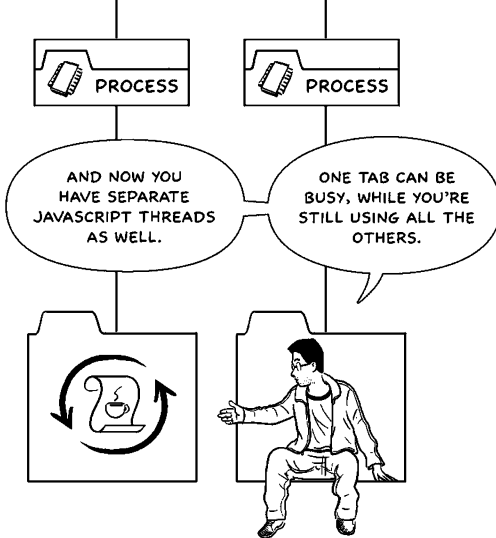 PROCESS
PROCESS
AND NOW YOU
HAVE SEPARATE
JAVASCRIPT THREADS
AS WELL.
ONE TAB CAN BE
BUSY, WHILE YOU'RE
STILL USING ALL THE
OTHERS.